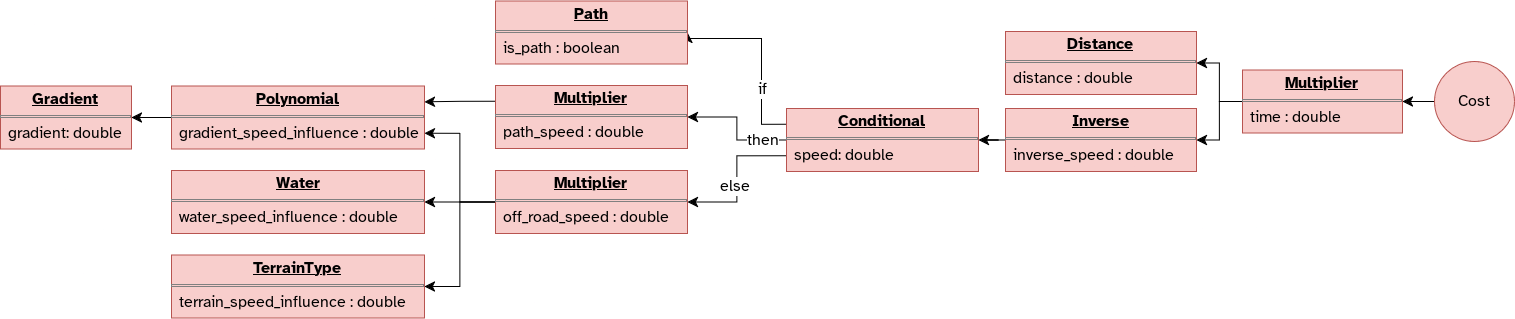 Path
is_path : boolean
Distance
distance : double
Multiplier
time : double
Cost
if
Gradient
gradient: double
Polynomial
gradient_speed_influence : double
Multiplier
path_speed : double
then
Conditional
speed: double
Inverse
inverse_speed : double
else
Water
water_speed_influence : double
Multiplier
off_road_speed : double
TerrainType
terrain_speed_influence : double